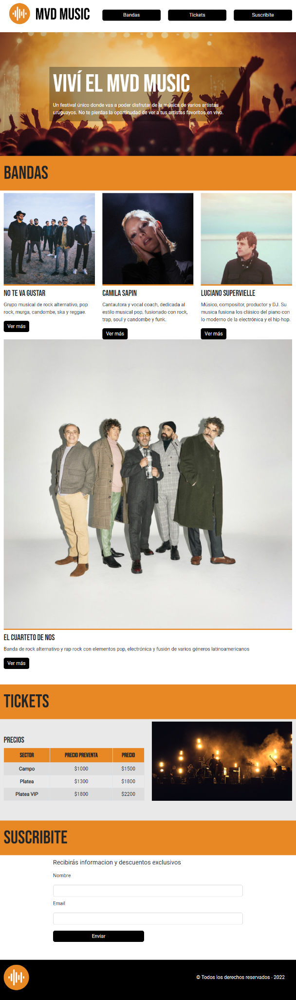 MVD MUSIC
Bandas
Tickets
Suscribite
VIVÍ EL MVD MUSIC
Un festival único donde vas a poder disfrutar de la música de varios artistas
uruguayos. No te pierdas la oportinudad de ver a tus artistas favoritos en vivo.
BANDAS
NO TE VA GUSTAR
Grupo musical de rock alternativo, pop
rock, murga, candombe, ska y reggae.
Ver más
CAMILA SAPIN
Cantautora y vocal coach, dedicada al
estilo musical pop, fusionado con rock,
trap, soul y candombe y funk.
Ver más
LUCIANO SUPERVIELLE
Músico, compositor, productor y DJ. Su
musica fusiona los clásico del piano con
lo moderno de la electrónica y el hip-hop.
Ver más
EL CUARTETO DE NOS
Banda de rock alternativo y rap rock con elementos pop, electrónica y fusión de varios géneros latinoamericanos
Ver más
TICKETS
PRECIOS
SECTOR PRECIO PREVENTA PRECIO
Campo $1000 $1500
Platea $1300 $1800
Platea VIP $1800 $2200
SUSCRIBITE
Recibirás informacion y descuentos exclusivos
Nombre
Email
Enviar
© Todos los derechos reservados - 2022